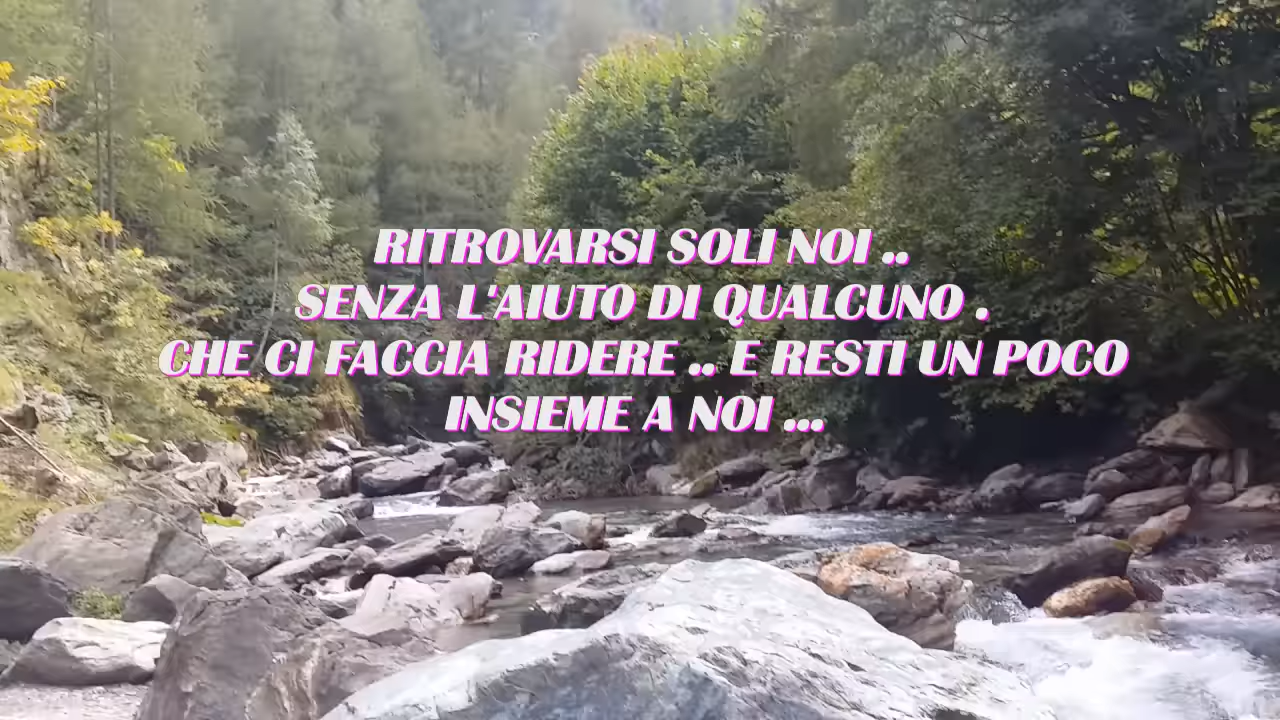 RITROVARSI SOLI NOI ..
SENZA L'AIUTO DI QUALCUNO .
CHE CI FACCIA RIDERE .. E RESTI UN POCO
INSIEME A NOI ...